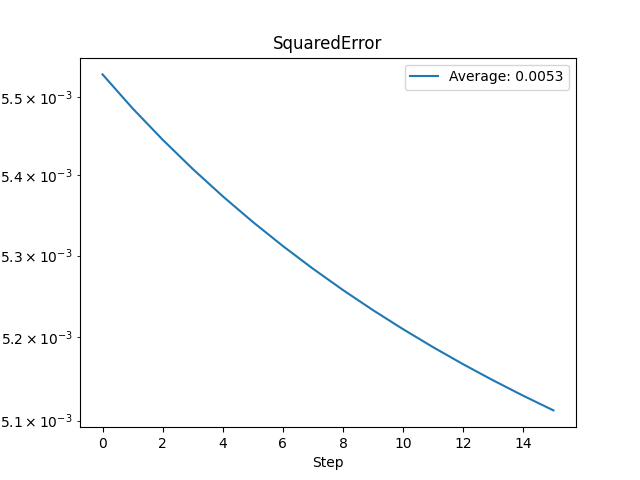 SquaredError
Average: 0.0053
5.5 × 10⁻³
5.4 × 10⁻³
5.3 × 10⁻³
5.2 × 10⁻³
5.1 × 10⁻³
0 2 4 6 8 10 12 14
Step